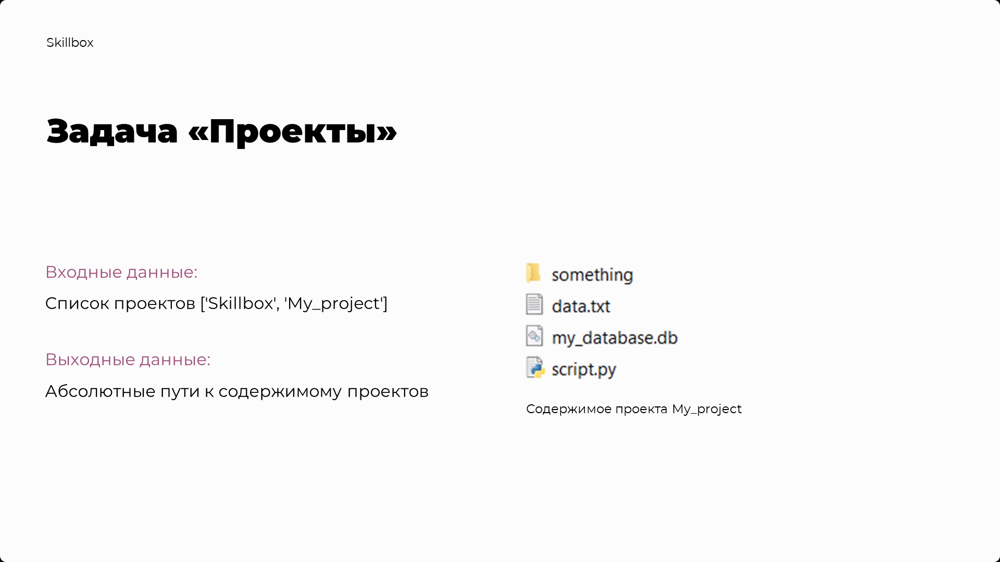 Skillbox
Задача «Проекты»
Входные данные:
Список проектов ['Skillbox', 'My_project']
Выходные данные:
Абсолютные пути к содержимому проектов
something
data.txt
my_database.db
script.py
Содержимое проекта My_project